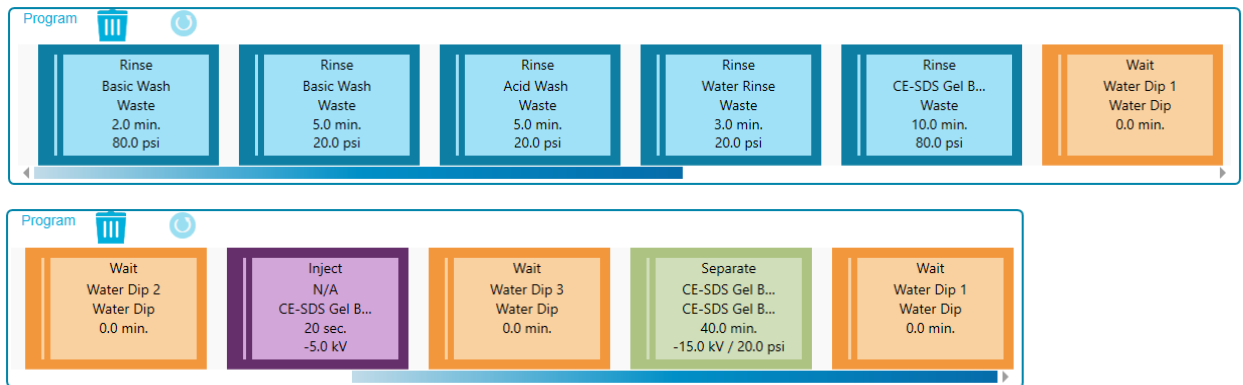 Program
Rinse
Basic Wash
Waste
2.0 min.
80.0 psi
Rinse
Basic Wash
Waste
5.0 min.
20.0 psi
Rinse
Acid Wash
Waste
5.0 min.
20.0 psi
Rinse
Water Rinse
Waste
3.0 min.
20.0 psi
Rinse
CE-SDS Gel B...
Waste
10.0 min.
80.0 psi
Wait
Water Dip 1
Water Dip
0.0 min.
Program
Wait
Water Dip 2
Water Dip
0.0 min.
Inject
N/A
CE-SDS Gel B...
20 sec.
-5.0 kV
Wait
Water Dip 3
Water Dip
0.0 min.
Separate
CE-SDS Gel B...
CE-SDS Gel B...
40.0 min.
-15.0 kV / 20.0 psi
Wait
Water Dip 1
Water Dip
0.0 min.